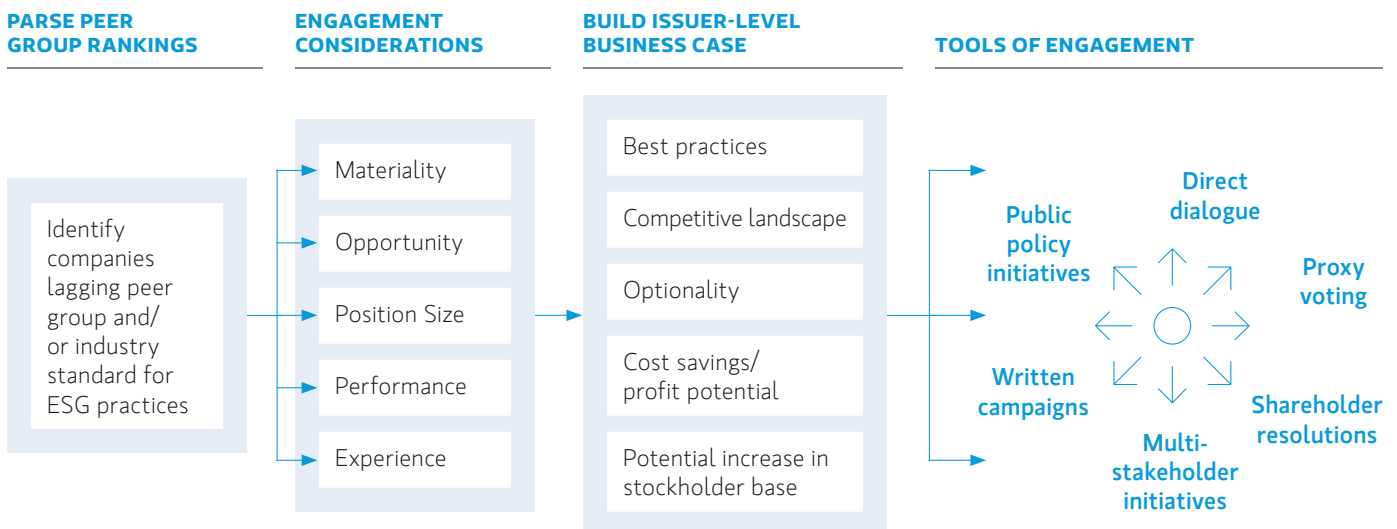 PARSE PEER
GROUP RANKINGS
Identify
companies
lagging peer
group and/
or industry
standard for
ESG practices
ENGAGEMENT
CONSIDERATIONS
Materiality
Opportunity
Position Size
Performance
Experience
BUILD ISSUER-LEVEL
BUSINESS CASE
Best practices
Competitive landscape
Optionality
Cost savings/
profit potential
Potential increase in
stockholder base
TOOLS OF ENGAGEMENT
Direct
dialogue
Proxy
voting
Shareholder
resolutions
Multi-
stakeholder
initiatives
Written
campaigns
Public
policy
initiatives